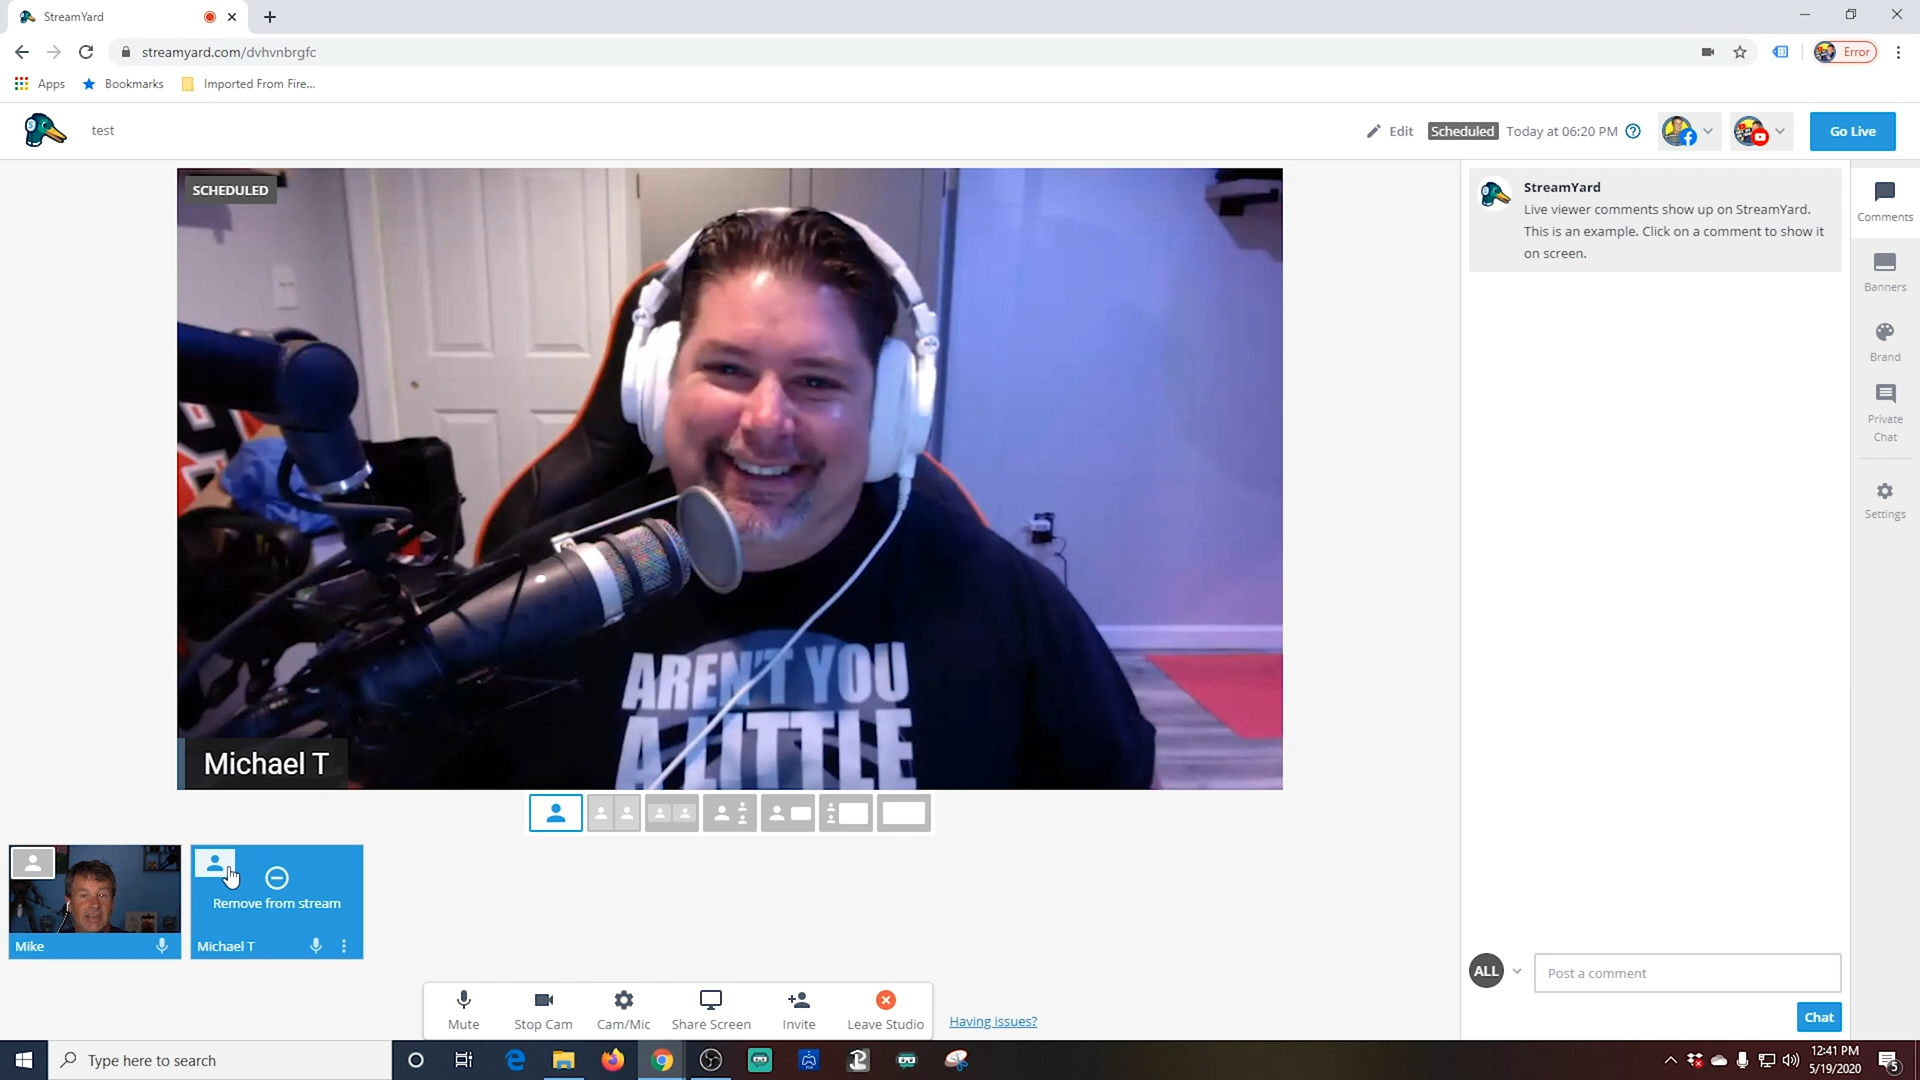 StreamYard
streamyard.com/dvhvnbrgfc
Error
Apps
Bookmarks
Imported From Fire...
test
Edit
Scheduled
Today at 06:20 PM
Go Live
SCHEDULED
AREN'T YOU
A LITTLE
Michael T
StreamYard
Live viewer comments show up on StreamYard.
This is an example. Click on a comment to show it
on screen.
Comments
Banners
Brand
Private
Chat
Settings
Remove from stream
Mike
Michael T
ALL
Post a comment
Chat
Mute
Stop Cam
Cam/Mic
Share Screen
Invite
Leave Studio
Having issues?
Type here to search
12:41 PM
5/19/2020
5